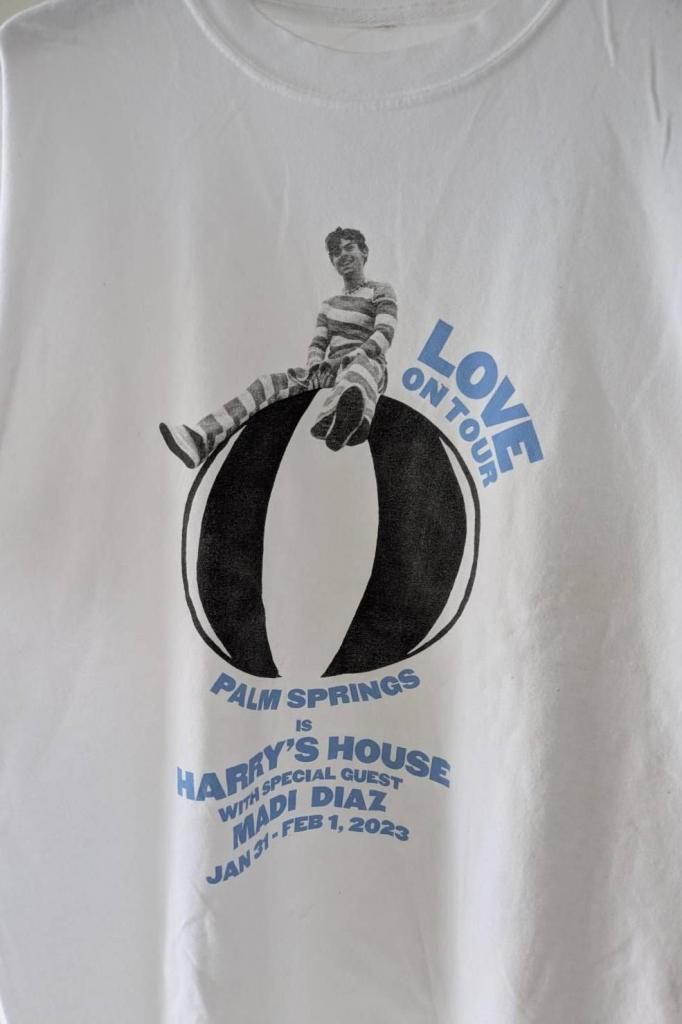 LOVE
ON TOUR
PALM SPRINGS
IS
HARRY'S HOUSE
WITH SPECIAL GUEST
MADI DIAZ
JAN 31 - FEB 1, 2023